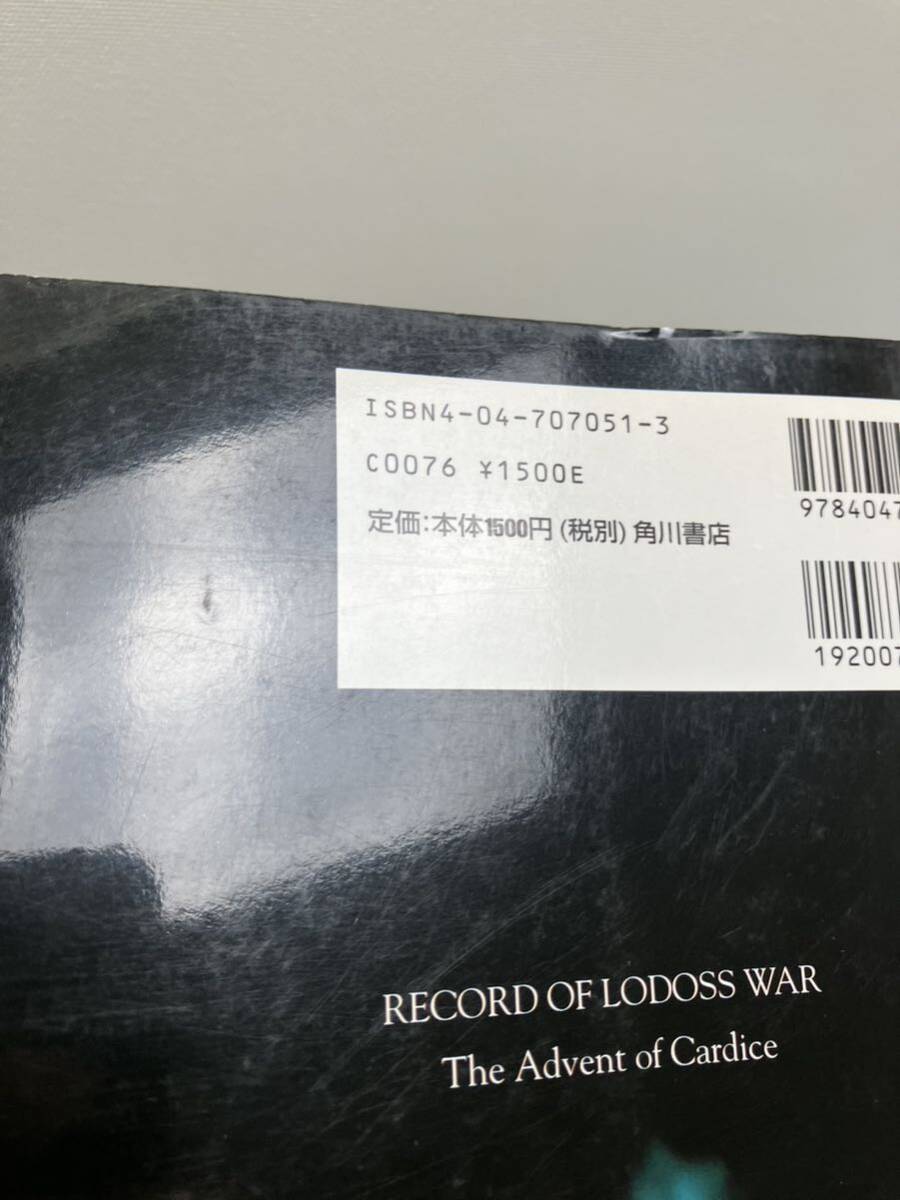 ISBN4-04-707051-3
C0076 ¥1500E
定価:本体1500円(税別)角川書店
9784047
192007
RECORD OF LODOSS WAR
The Advent of Cardice